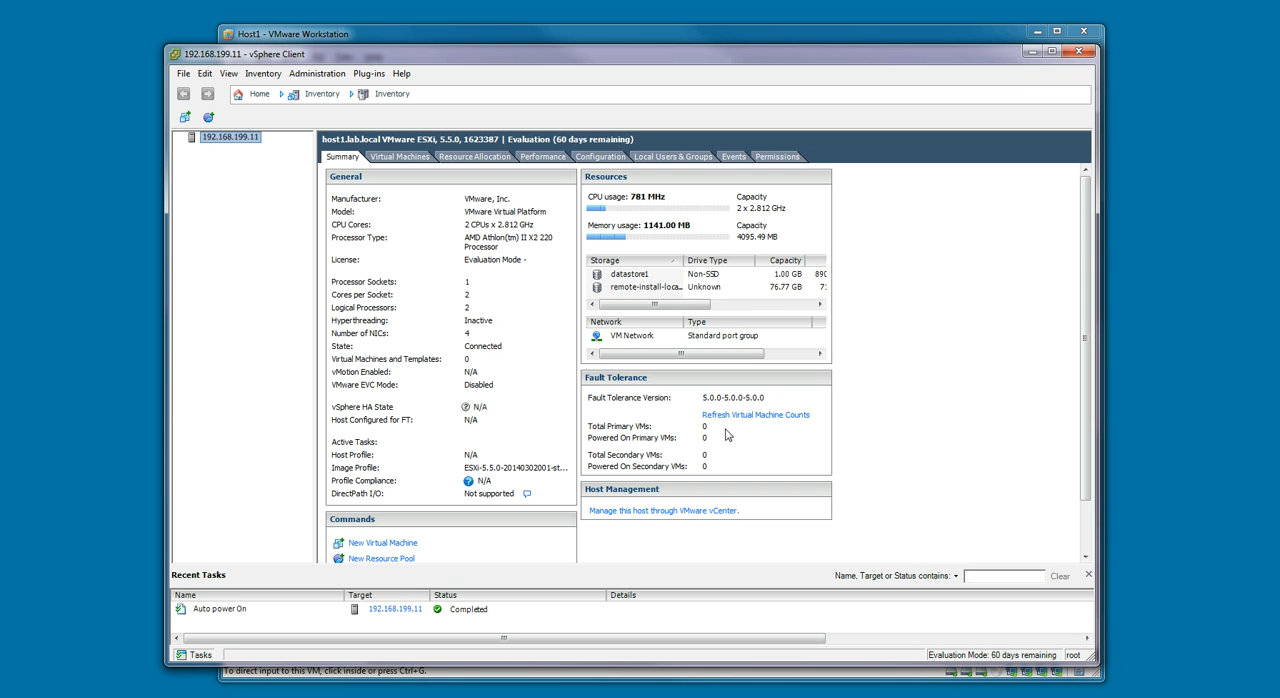 Host1 - VMware Workstation
192.168.199.11 - vSphere Client
File Edit View Inventory Administration Plug-ins Help
Home Inventory Inventory
192.168.199.11
host1.lab.local VMware ESXi, 5.5.0, 1623387 | Evaluation (60 days remaining)
Summary Virtual Machines Resource Allocation Performance Configuration Local Users & Groups Events Permissions
General
Manufacturer: VMware, Inc.
Model: VMware Virtual Platform
CPU Cores: 2 CPUs x 2.812 GHz
Processor Type: AMD Athlon(tm) II X2 220
Processor
License: Evaluation Mode -
Processor Sockets: 1
Cores per Socket: 2
Logical Processors: 2
Hyperthreading: Inactive
Number of NICs: 4
State: Connected
Virtual Machines and Templates: 0
vMotion Enabled: N/A
VMware EVC Mode: Disabled
vSphere HA State N/A
Host Configured for FT: N/A
Active Tasks:
Host Profile: N/A
Image Profile: ESXi-5.5.0-20140302001-st...
Profile Compliance: N/A
DirectPath I/O: Not supported
Commands
New Virtual Machine
New Resource Pool
Resources
CPU usage: 781 MHz Capacity
2 x 2.812 GHz
Memory usage: 1141.00 MB Capacity
4095.49 MB
Storage Drive Type Capacity
datastore1 Non-SSD 1.00 GB 890
remote-install-loca... Unknown 76.77 GB
Network Type
VM Network Standard port group
Fault Tolerance
Fault Tolerance Version: 5.0.0-5.0.0-5.0.0
Refresh Virtual Machine Counts
Total Primary VMs: 0
Powered On Primary VMs: 0
Total Secondary VMs: 0
Powered On Secondary VMs: 0
Host Management
Manage this host through VMware vCenter.
Recent Tasks Name, Target or Status contains: Clear
Name Target Status Details
Auto power On 192.168.199.11 Completed
Tasks Evaluation Mode: 60 days remaining root
To direct input to this VM, click inside or press Ctrl+G.